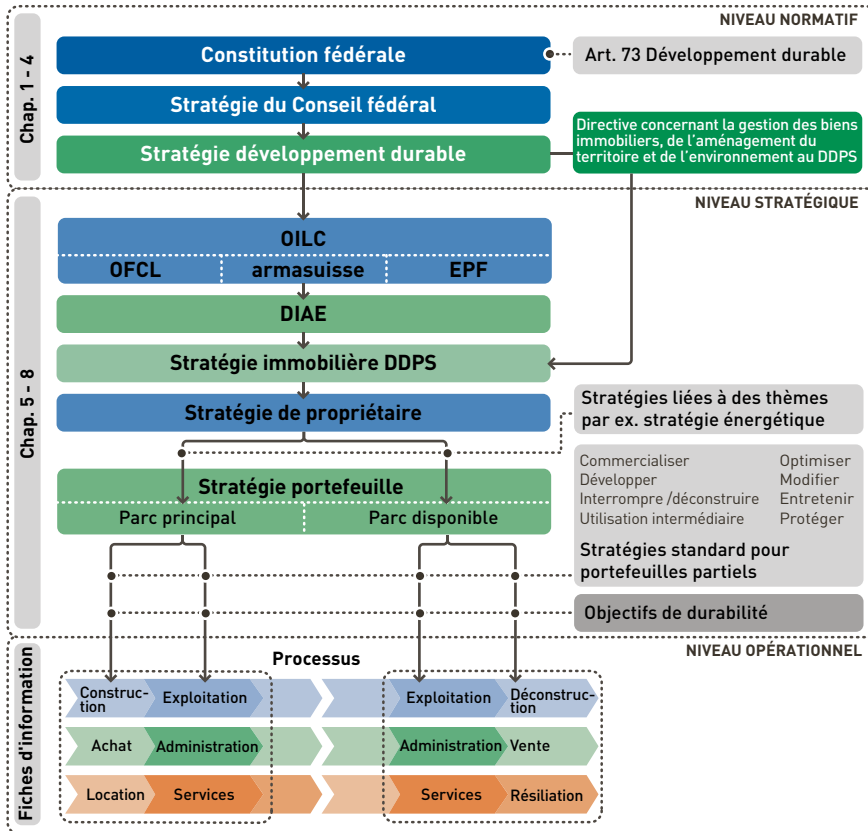 NIVEAU NORMATIF
Chap. 1 - 4
Constitution fédérale
Art. 73 Développement durable
Stratégie du Conseil fédéral
Stratégie développement durable
Directive concernant la gestion des biens
immobiliers, de l'aménagement du
territoire et de l'environnement au DDPS
NIVEAU STRATÉGIQUE
Chap. 5 - 8
OILC
OFCL
armasuisse
EPF
DIAE
Stratégie immobilière DDPS
Stratégie de propriétaire
Stratégies liées à des thèmes
par ex. stratégie énergétique
Stratégie portefeuille
Parc principal
Parc disponible
Commercialiser
Optimiser
Développer
Modifier
Interrompre /déconstruire
Entretenir
Utilisation intermédiaire
Protéger
Stratégies standard pour
portefeuilles partiels
Objectifs de durabilité
NIVEAU OPÉRATIONNEL
Fiches d'information
Processus
Construc-
tion
Exploitation
Exploitation
Déconstruc-
tion
Achat
Administration
Administration
Vente
Location
Services
Services
Résiliation